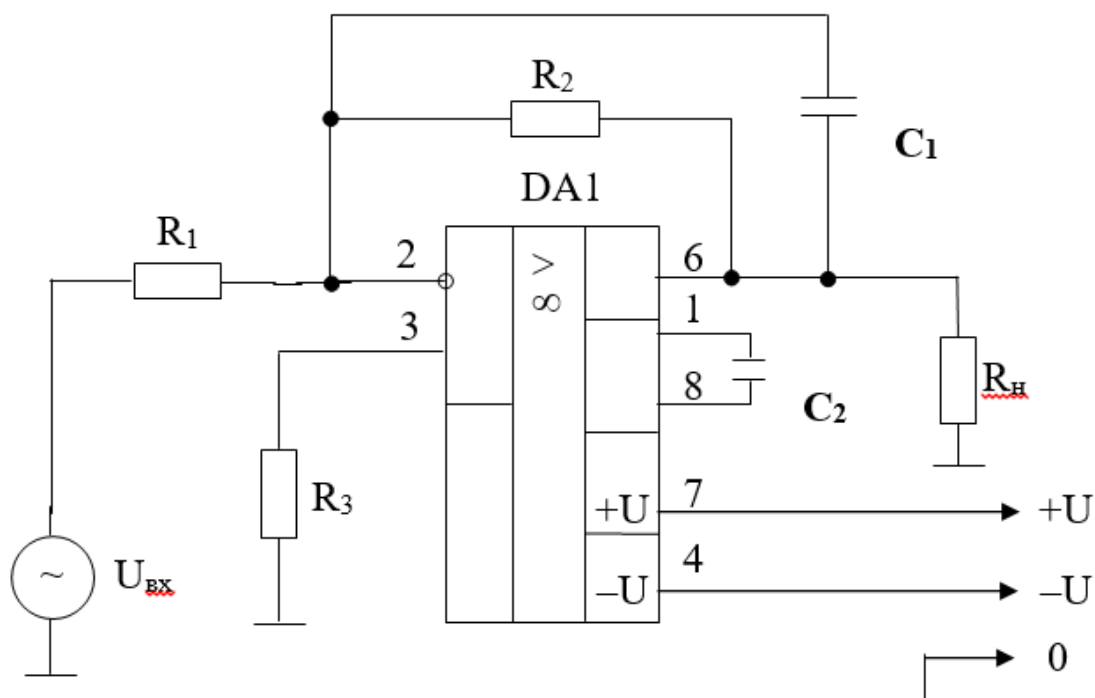 R₂
C₁
DA1
R₁
2
∞ >
6
3
1
8
C₂
Rн
R₃
+U
7
+U
Uвх
~
–U
4
–U
0